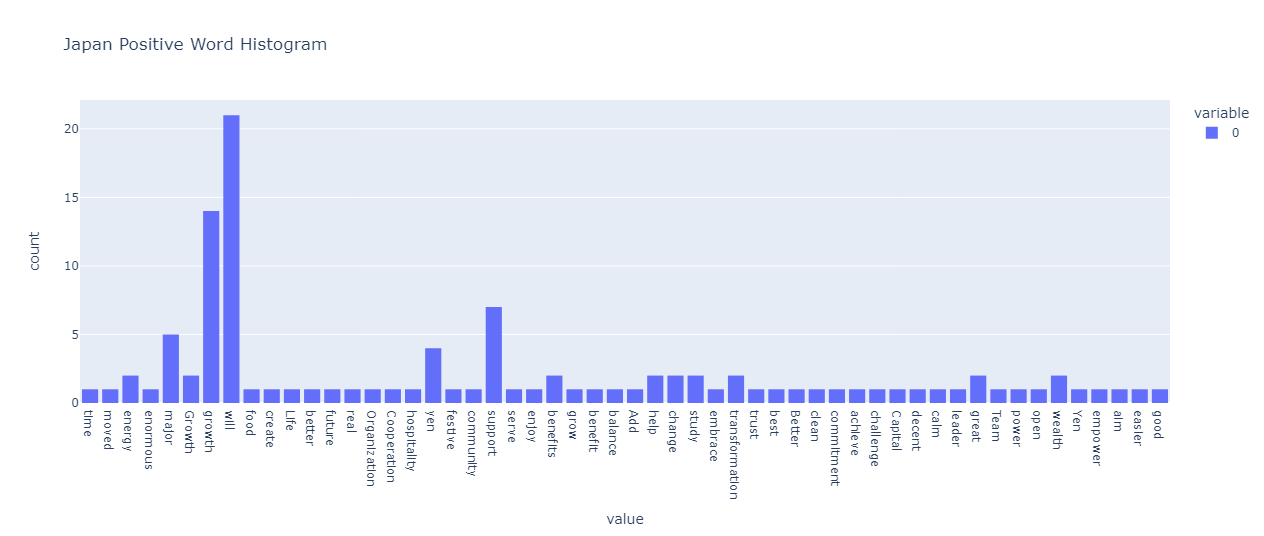 Japan Positive Word Histogram
variable
0
count
20
15
10
5
0
time
moved
energy
enormous
major
Growth
growth
will
food
create
Life
better
future
real
Organization
Cooperation
hospitality
yen
festive
community
support
serve
enjoy
benefits
grow
benefit
balance
Add
help
change
study
embrace
transformation
trust
best
Better
clean
commitment
achieve
challenge
Capital
decent
calm
leader
great
Team
power
open
wealth
Yen
empower
aim
easier
good
value